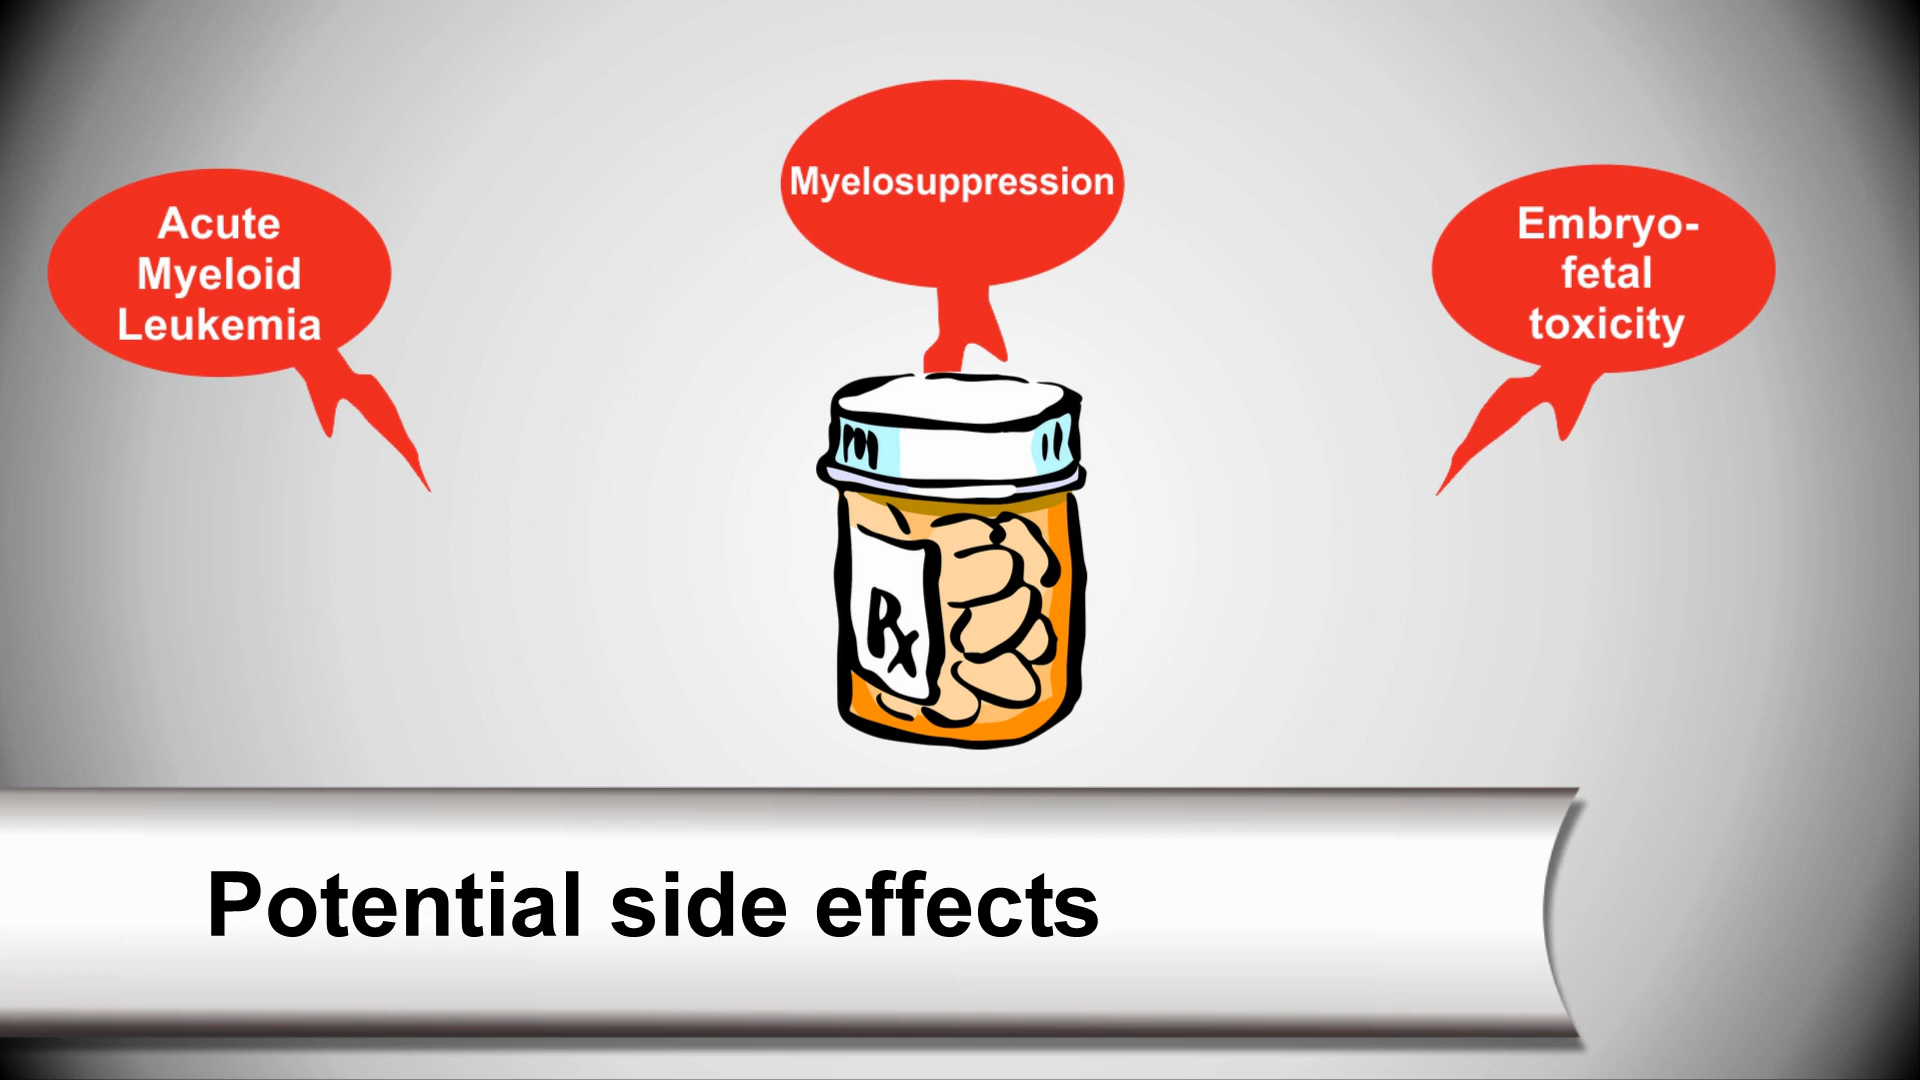 Acute
Myeloid
Leukemia
Myelosuppression
Embryo-
fetal
toxicity
Rx
Potential side effects